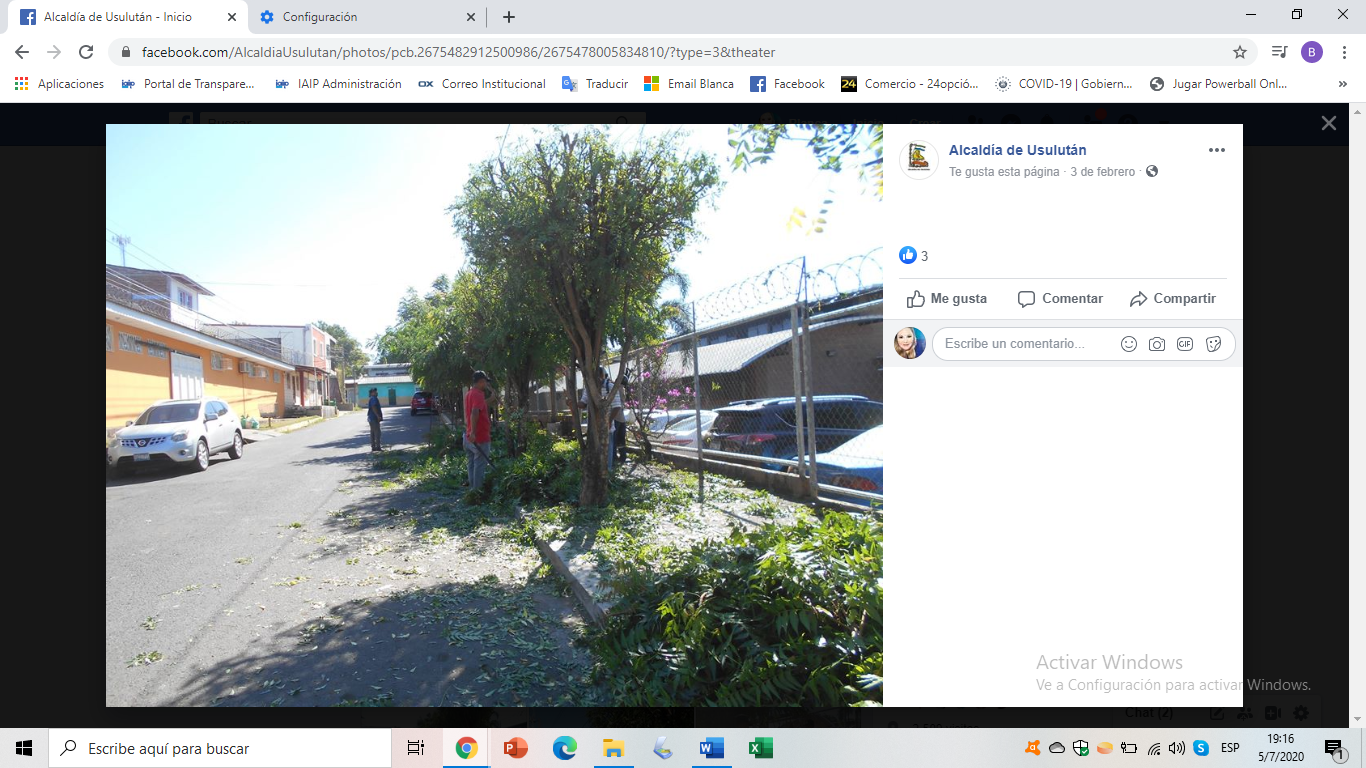 Alcaldía de Usulután - Inicio
Configuración
facebook.com/AlcaldiaUsulutan/photos/pcb.2675482912500986/2675478005834810/?type=3&theater
B
Aplicaciones
Portal de Transpare...
IAIP Administración
Correo Institucional
Traducir
Email Blanca
Facebook
Comercio - 24opció...
COVID-19 | Gobiern...
Jugar Powerball Onl...
Alcaldía de Usulután
Te gusta esta página · 3 de febrero ·
3
Me gusta
Comentar
Compartir
Escribe un comentario...
GIF
Activar Windows
Ve a Configuración para activar Windows.
Chat (2)
Escribe aquí para buscar
ESP
19:16
5/7/2020
1